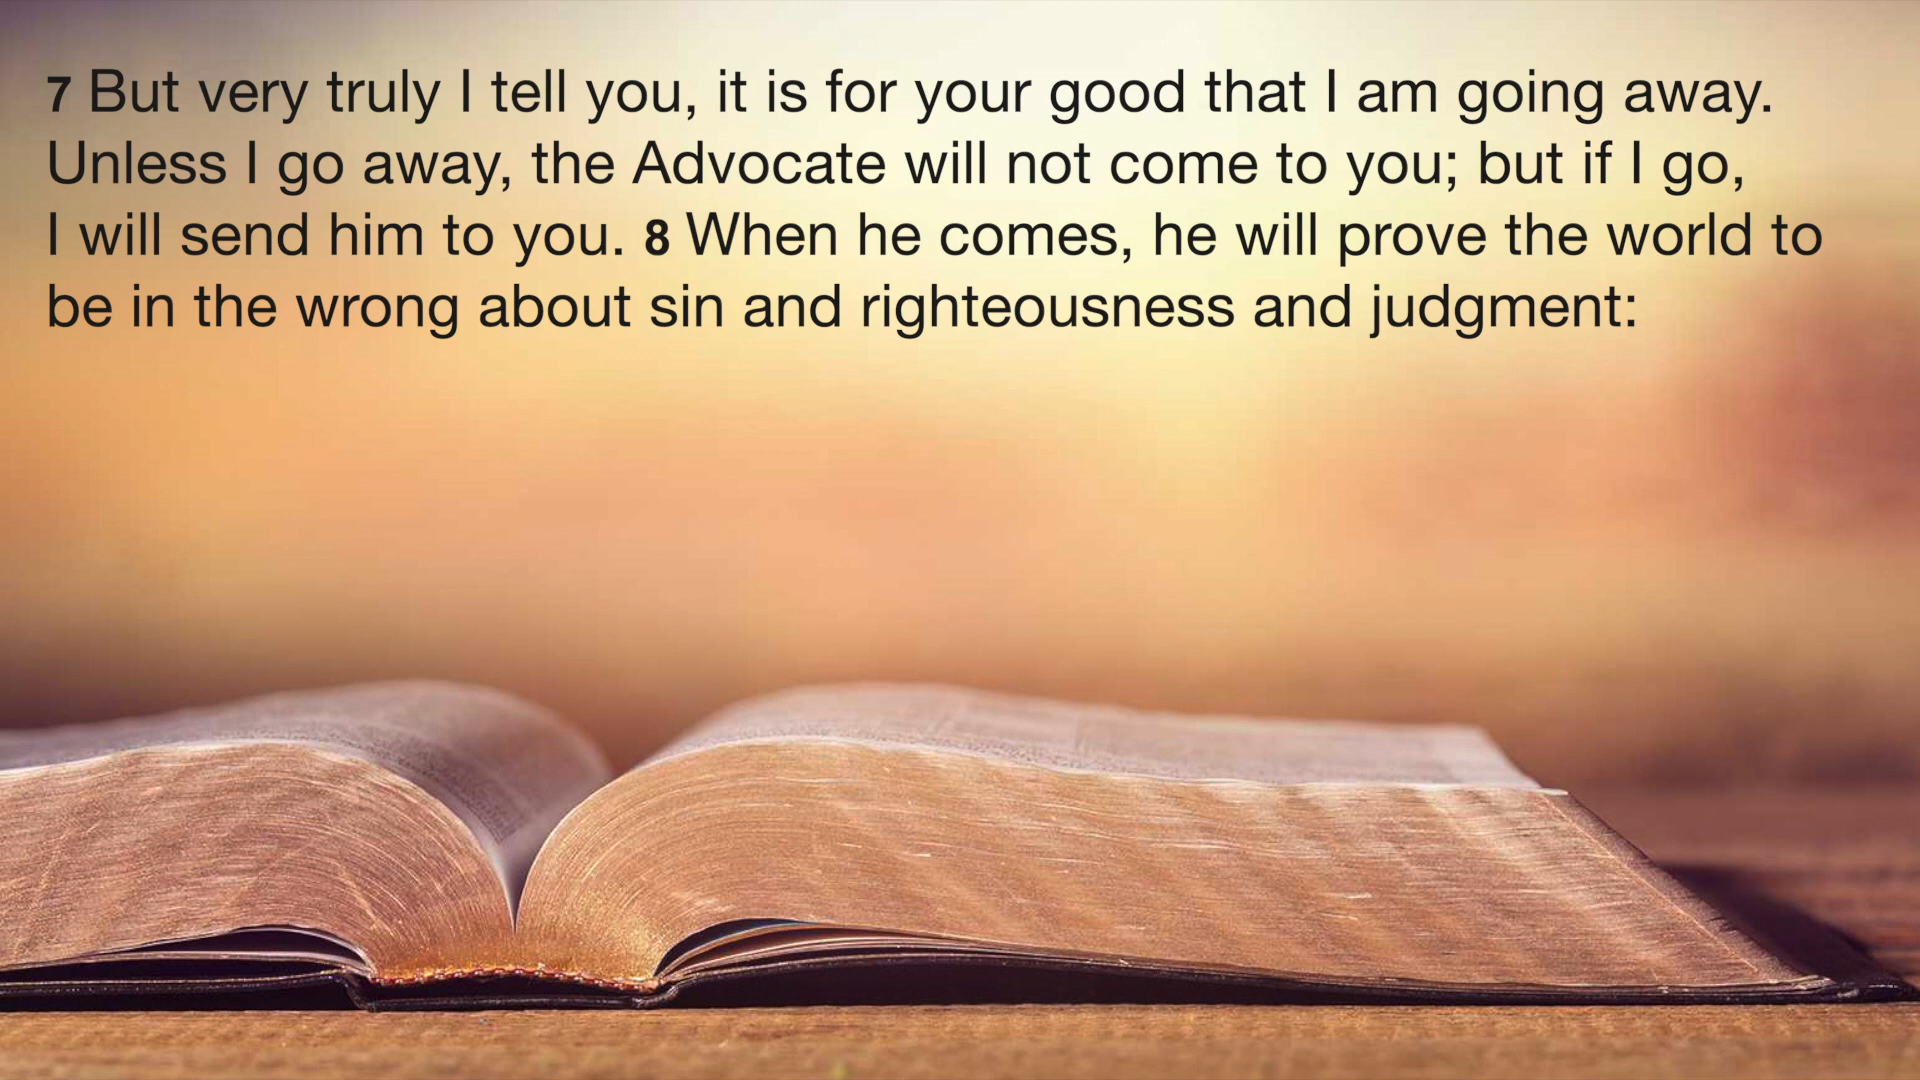 7 But very truly I tell you, it is for your good that I am going away.
Unless I go away, the Advocate will not come to you; but if I go,
I will send him to you. 8 When he comes, he will prove the world to
be in the wrong about sin and righteousness and judgment: